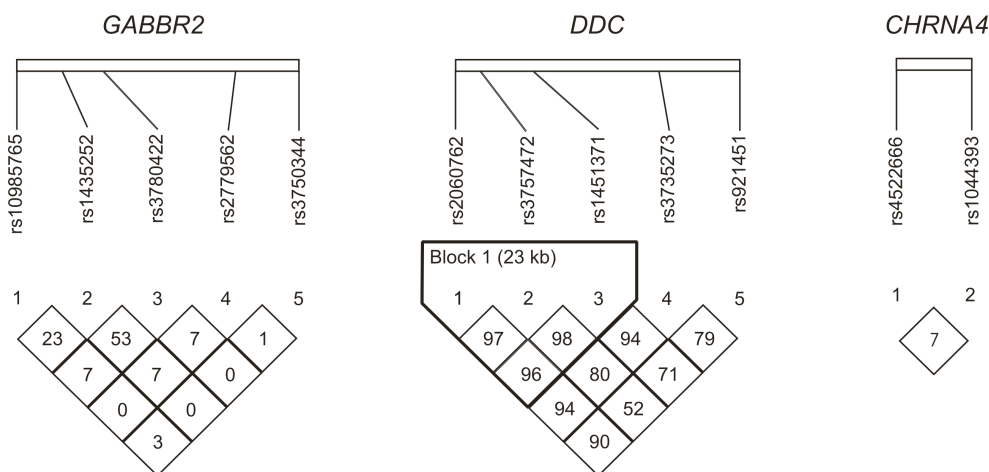 GABBR2 DDC CHRNA4
rs10985765 rs1435252 rs3780422 rs2779562 rs3750344 rs2060762 rs3757472 rs1451371 rs3735273 rs921451 rs4522666 rs1044393
Block 1 (23 kb)
1 2 3 4 5 1 2 3 4 5 1 2
23 53 7 1 97 98 94 79 7
7 7 0 96 80 71
0 0 94 52
3 90